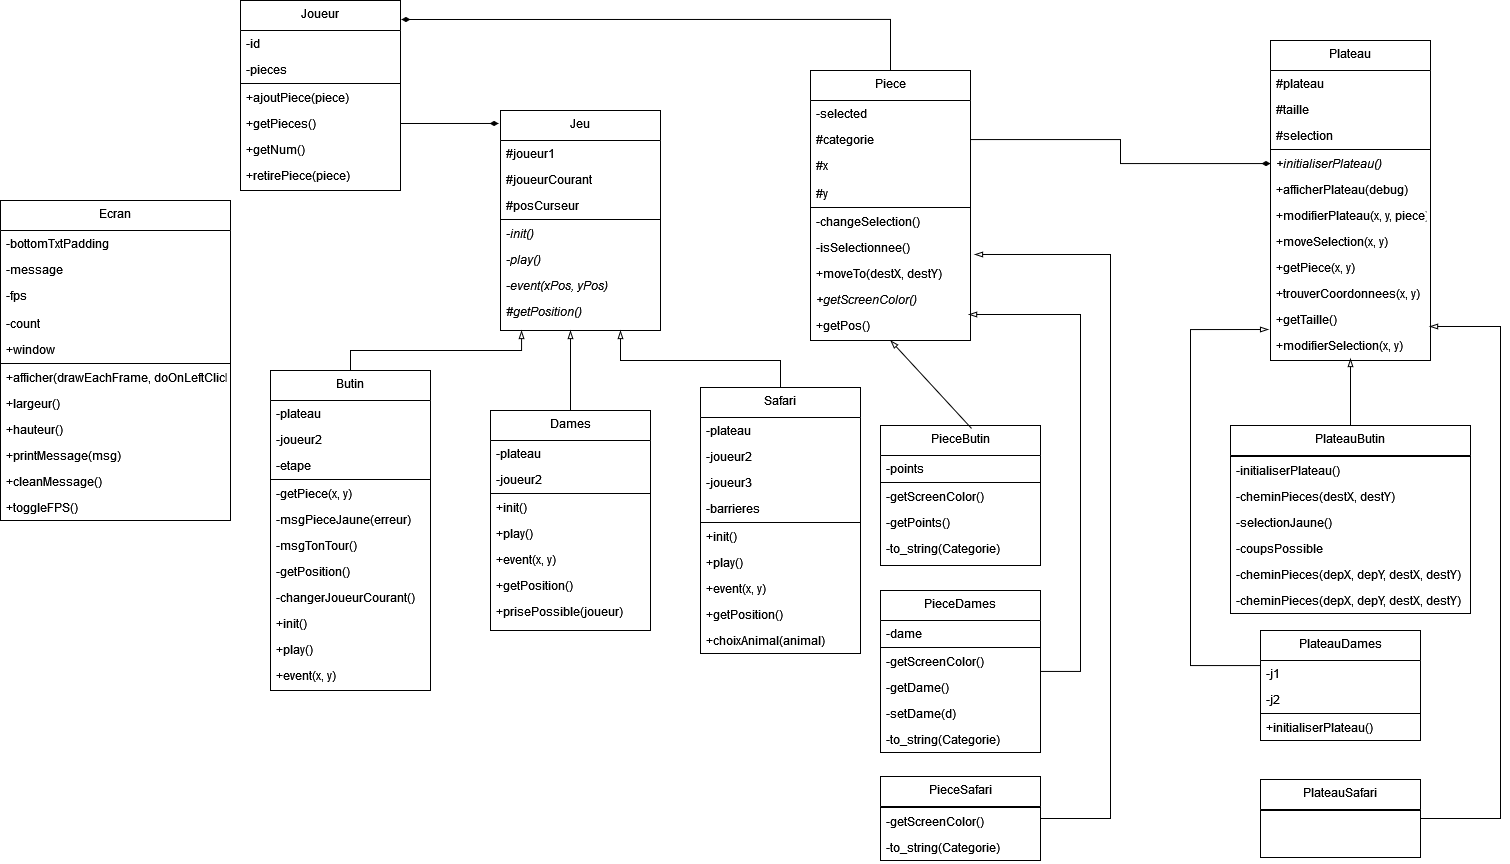 Joueur
-id
-pieces
+ajoutPiece(piece)
+getPieces()
+getNum()
+retirePiece(piece)
Ecran
-bottomTxtPadding
-message
-fps
-count
+window
+afficher(drawEachFrame, doOnLeftClic
+largeur()
+hauteur()
+printMessage(msg)
+cleanMessage()
+toggleFPS()
Jeu
#joueur1
#joueurCourant
#posCurseur
-init()
-play()
-event(xPos, yPos)
#getPosition()
Butin
-plateau
-joueur2
-etape
-getPiece(x, y)
-msgPieceJaune(erreur)
-msgTonTour()
-getPosition()
-changerJoueurCourant()
+init()
+play()
+event(x, y)
Dames
-plateau
-joueur2
+init()
+play()
+event(x, y)
+getPosition()
+prisePossible(joueur)
Safari
-plateau
-joueur2
-joueur3
-barrieres
+init()
+play()
+event(x, y)
+getPosition()
+choixAnimal(animal)
Piece
-selected
#categorie
#x
#y
-changeSelection()
-isSelectionnee()
+moveTo(destX, destY)
+getScreenColor()
+getPos()
PieceButin
-points
-getScreenColor()
-getPoints()
-to_string(Categorie)
PieceDames
-dame
-getScreenColor()
-getDame()
-setDame(d)
-to_string(Categorie)
PieceSafari
-getScreenColor()
-to_string(Categorie)
Plateau
#plateau
#taille
#selection
+initialiserPlateau()
+afficherPlateau(debug)
+modifierPlateau(x, y, piece)
+moveSelection(x, y)
+getPiece(x, y)
+trouverCoordonnees(x, y)
+getTaille()
+modifierSelection(x, y)
PlateauButin
-initialiserPlateau()
-cheminPieces(destX, destY)
-selectionJaune()
-coupsPossible
-cheminPieces(depX, depY, destX, destY)
-cheminPieces(depX, depY, destX, destY)
PlateauDames
-j1
-j2
+initialiserPlateau()
PlateauSafari